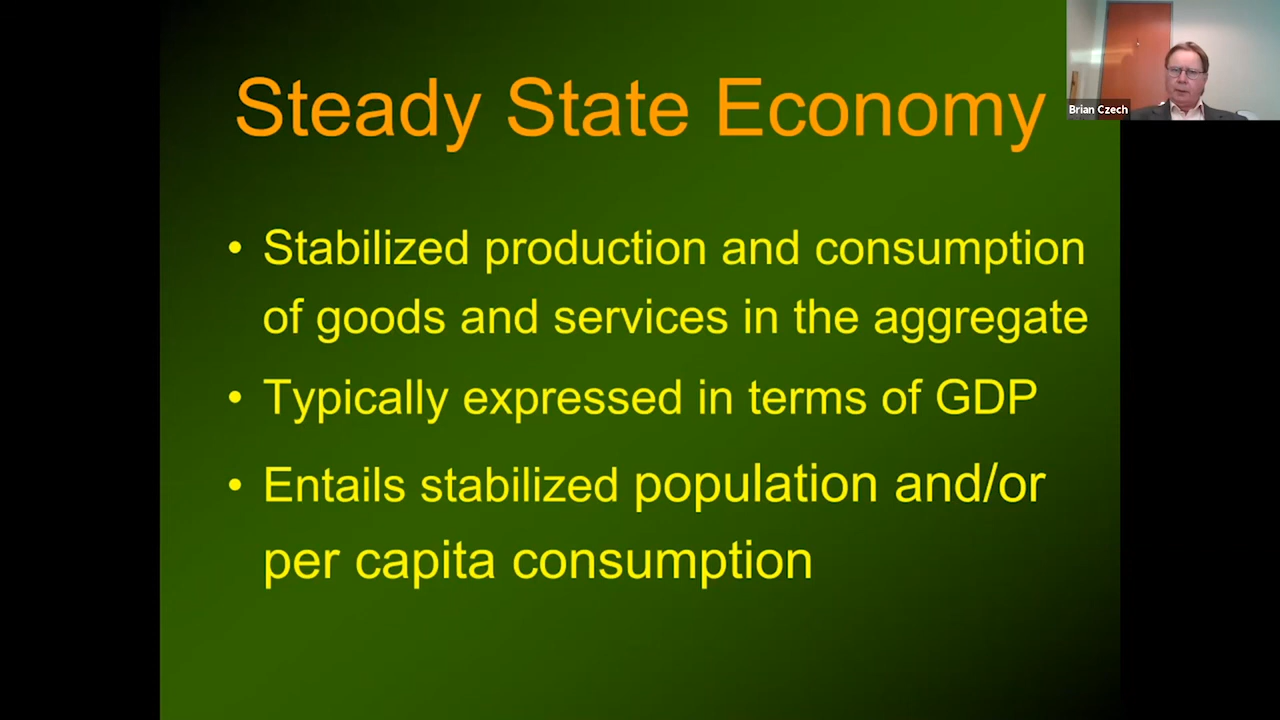 Steady State Economy
Brian Czech
• Stabilized production and consumption
of goods and services in the aggregate
• Typically expressed in terms of GDP
• Entails stabilized population and/or
per capita consumption